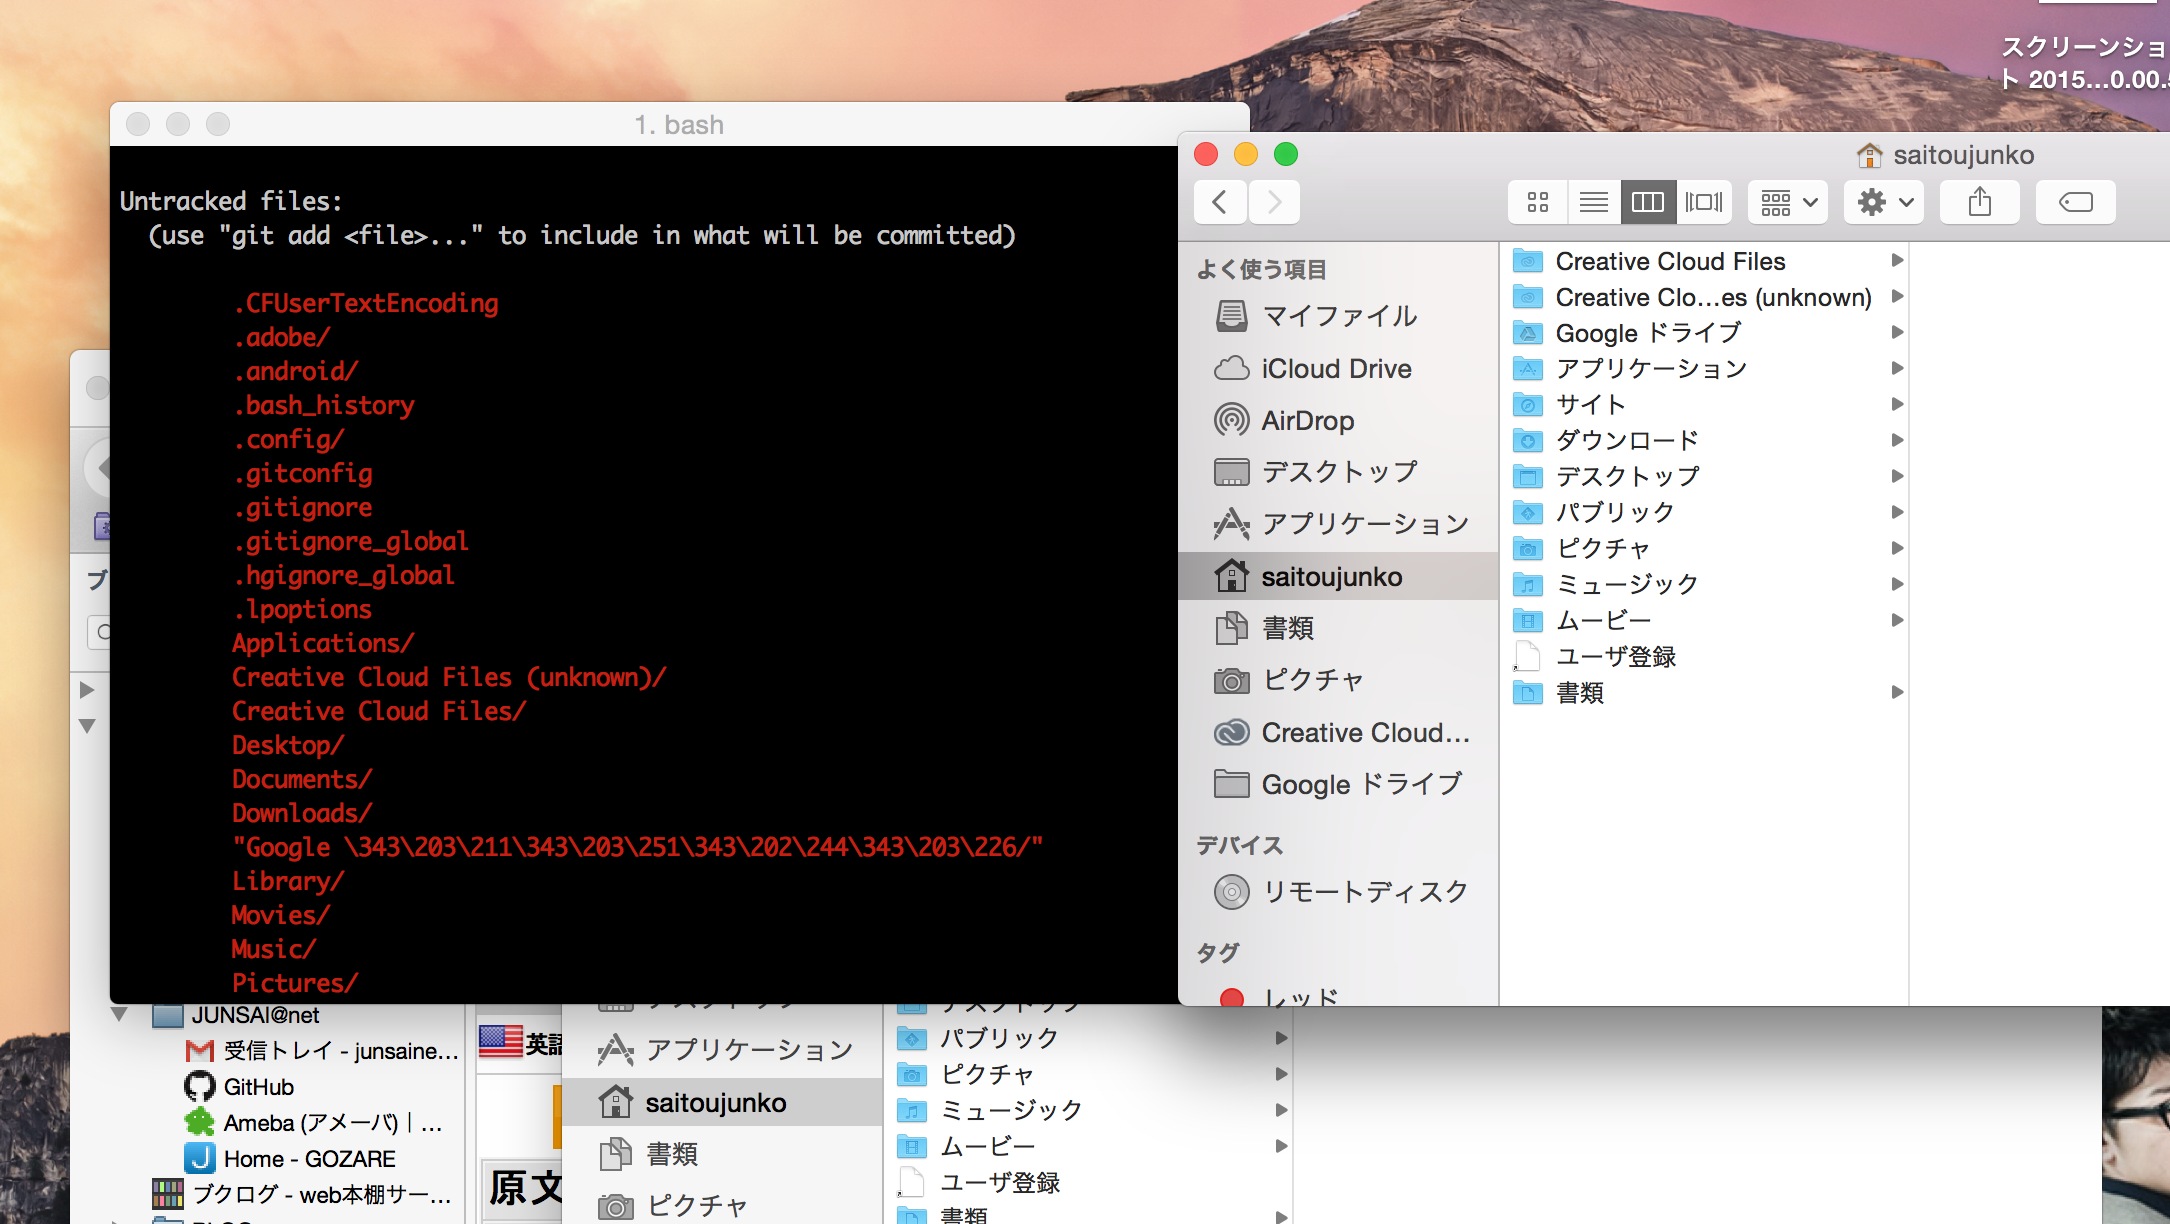 スクリーンショ
ト 2015...0.00.
1. bash
Untracked files:
(use "git add <file>..." to include in what will be committed)
.CFUserTextEncoding
.adobe/
.android/
.bash_history
.config/
.gitconfig
.gitignore
.gitignore_global
.hgignore_global
.lpoptions
Applications/
Creative Cloud Files (unknown)/
Creative Cloud Files/
Desktop/
Documents/
Downloads/
"Google \343\203\211\343\203\251\343\202\244\343\203\226/"
Library/
Movies/
Music/
Pictures/
saitoujunko
よく使う項目
マイファイル
iCloud Drive
AirDrop
デスクトップ
アプリケーション
saitoujunko
書類
ピクチャ
Creative Cloud...
Google ドライブ
デバイス
リモートディスク
タグ
レッド
Creative Cloud Files
Creative Clo...es (unknown)
Google ドライブ
アプリケーション
サイト
ダウンロード
デスクトップ
パブリック
ピクチャ
ミュージック
ムービー
ユーザ登録
書類
ブ
JUNSAI@net
受信トレイ - junsaine...
GitHub
Ameba (アメーバ)｜...
Home - GOZARE
ブクログ - web本棚サー...
英語
原文
アプリケーション
saitoujunko
書類
ピクチャ
デスクトップ
パブリック
ピクチャ
ミュージック
ムービー
ユーザ登録
書類